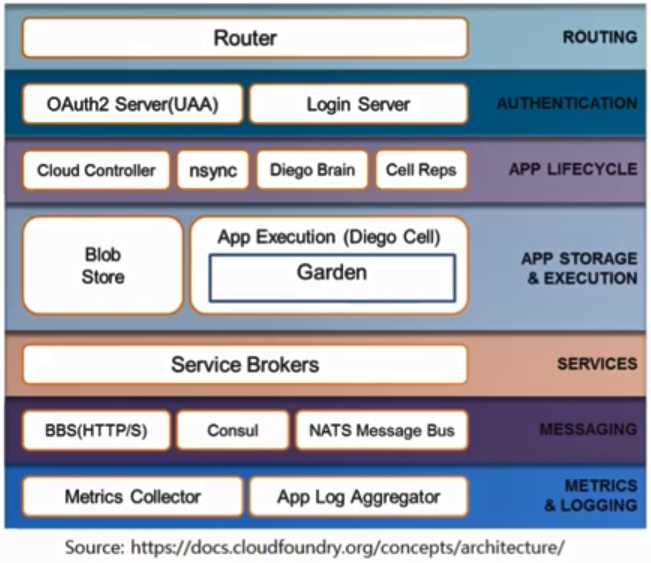 Router
ROUTING
OAuth2 Server(UAA)
Login Server
AUTHENTICATION
Cloud Controller
nsync
Diego Brain
Cell Reps
APP LIFECYCLE
Blob
Store
App Execution (Diego Cell)
Garden
APP STORAGE
& EXECUTION
Service Brokers
SERVICES
BBS(HTTP/S)
Consul
NATS Message Bus
MESSAGING
Metrics Collector
App Log Aggregator
METRICS
& LOGGING
Source: https://docs.cloudfoundry.org/concepts/architecture/